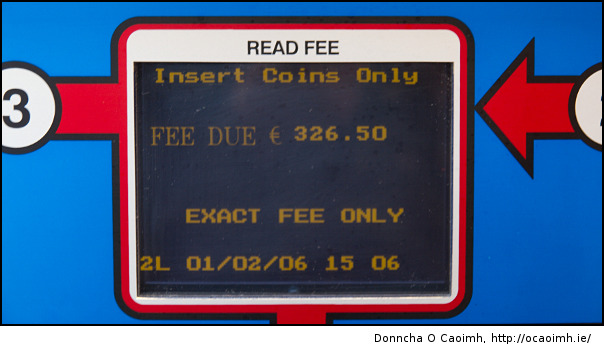 READ FEE
Insert Coins Only
3
FEE DUE € 326.50
EXACT FEE ONLY
2L 01/02/06 15 06
Donncha O Caoimh, http://ocaoimh.ie/